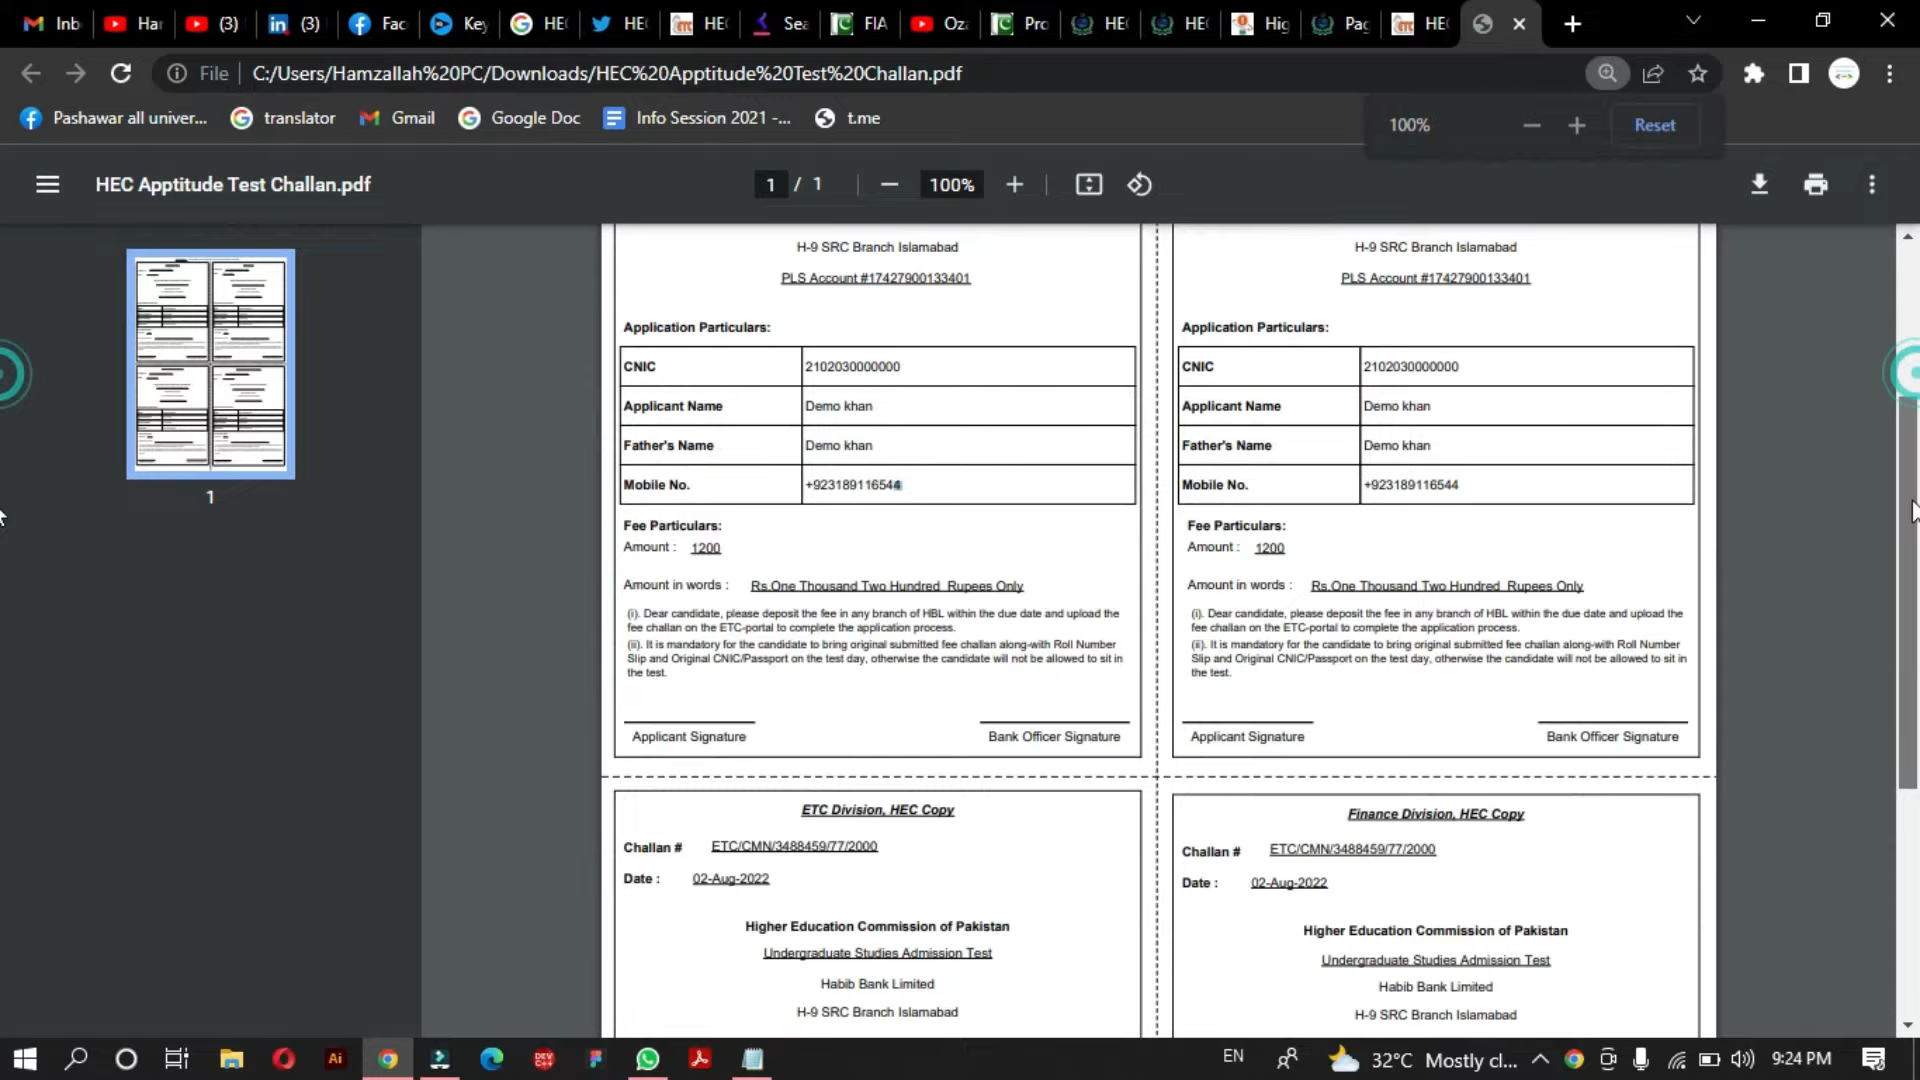 Inb
Har
(3)
(3)
Fac
Key
HEC
HEC
HEC
Sea
FIA
Oza
Pro
HEC
HEC
Hig
Pag
HEC
File C:/Users/Hamzallah%20PC/Downloads/HEC%20Apptitude%20Test%20Challan.pdf
Pashawar all univer...
translator
Gmail
Google Doc
Info Session 2021 -...
t.me
100% Reset
HEC Apptitude Test Challan.pdf
1 / 1
100%
1
H-9 SRC Branch Islamabad
PLS Account #17427900133401
Application Particulars:
CNIC 2102030000000
Applicant Name Demo khan
Father's Name Demo khan
Mobile No. +923189116544
Fee Particulars:
Amount : 1200
Amount in words : Rs.One Thousand Two Hundred Rupees Only
(i). Dear candidate, please deposit the fee in any branch of HBL within the due date and upload the
fee challan on the ETC-portal to complete the application process.
(ii). It is mandatory for the candidate to bring original submitted fee challan along-with Roll Number
Slip and Original CNIC/Passport on the test day, otherwise the candidate will not be allowed to sit in
the test.
Applicant Signature Bank Officer Signature
H-9 SRC Branch Islamabad
PLS Account #17427900133401
Application Particulars:
CNIC 2102030000000
Applicant Name Demo khan
Father's Name Demo khan
Mobile No. +923189116544
Fee Particulars:
Amount : 1200
Amount in words : Rs.One Thousand Two Hundred Rupees Only
(i). Dear candidate, please deposit the fee in any branch of HBL within the due date and upload the
fee challan on the ETC-portal to complete the application process.
(ii). It is mandatory for the candidate to bring original submitted fee challan along-with Roll Number
Slip and Original CNIC/Passport on the test day, otherwise the candidate will not be allowed to sit in
the test.
Applicant Signature Bank Officer Signature
ETC Division, HEC Copy
Challan # ETC/CMN/3488459/77/2000
Date : 02-Aug-2022
Higher Education Commission of Pakistan
Undergraduate Studies Admission Test
Habib Bank Limited
H-9 SRC Branch Islamabad
Finance Division, HEC Copy
Challan # ETC/CMN/3488459/77/2000
Date : 02-Aug-2022
Higher Education Commission of Pakistan
Undergraduate Studies Admission Test
Habib Bank Limited
H-9 SRC Branch Islamabad
Ai
DEV C++
EN
32°C Mostly cl...
9:24 PM